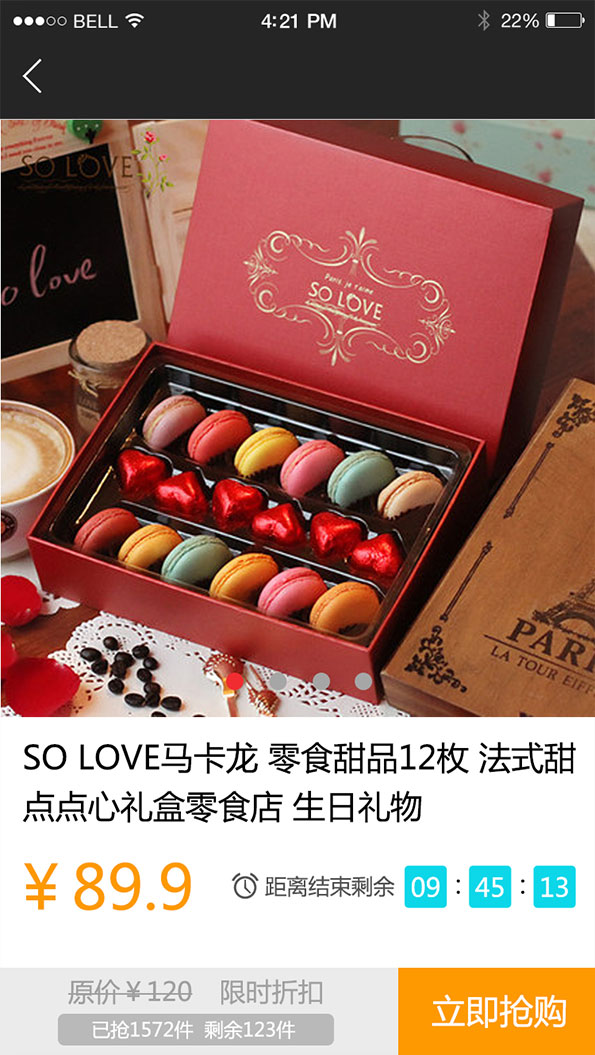 BELL 4:21 PM 22%
SO LOVE
so love
Paris, je t'aime
SO LOVE
LOVE
PARI
LA TOUR EIFF
SO LOVE马卡龙 零食甜品12枚 法式甜
点点心礼盒零食店 生日礼物
￥89.9 距离结束剩余 09 : 45 : 13
原价￥120 限时折扣
已抢1572件 剩余123件
立即抢购